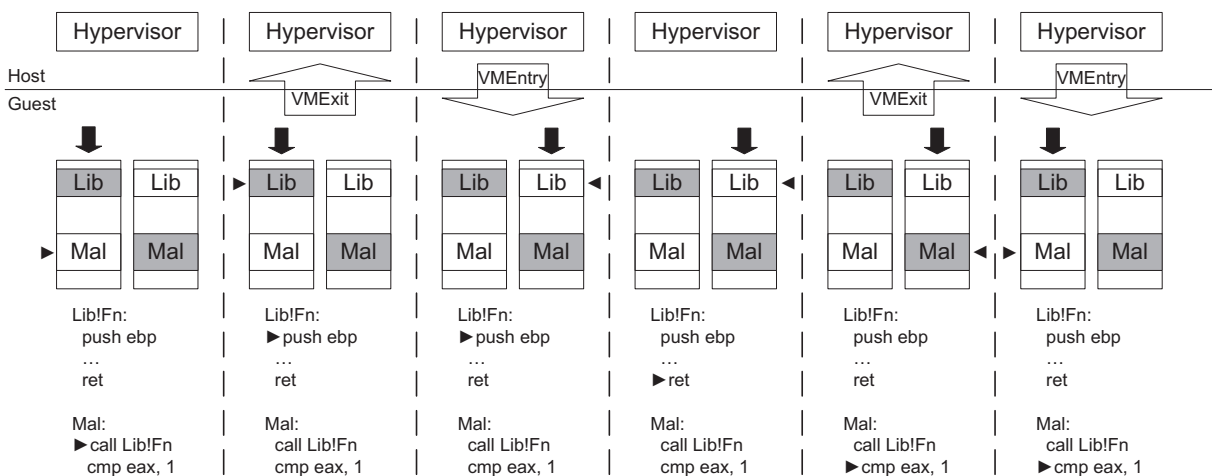 Hypervisor Hypervisor Hypervisor Hypervisor Hypervisor Hypervisor
Host
Guest
VMExit VMEntry VMExit VMEntry
Lib Lib Lib Lib Lib Lib Lib Lib Lib Lib Lib Lib
Mal Mal Mal Mal Mal Mal Mal Mal Mal Mal Mal Mal
Lib!Fn: Lib!Fn: Lib!Fn: Lib!Fn: Lib!Fn: Lib!Fn:
push ebp ►push ebp ►push ebp push ebp push ebp push ebp
… … … … … …
ret ret ret ►ret ret ret
Mal: Mal: Mal: Mal: Mal: Mal:
►call Lib!Fn call Lib!Fn call Lib!Fn call Lib!Fn call Lib!Fn call Lib!Fn
cmp eax, 1 cmp eax, 1 cmp eax, 1 cmp eax, 1 ►cmp eax, 1 ►cmp eax, 1